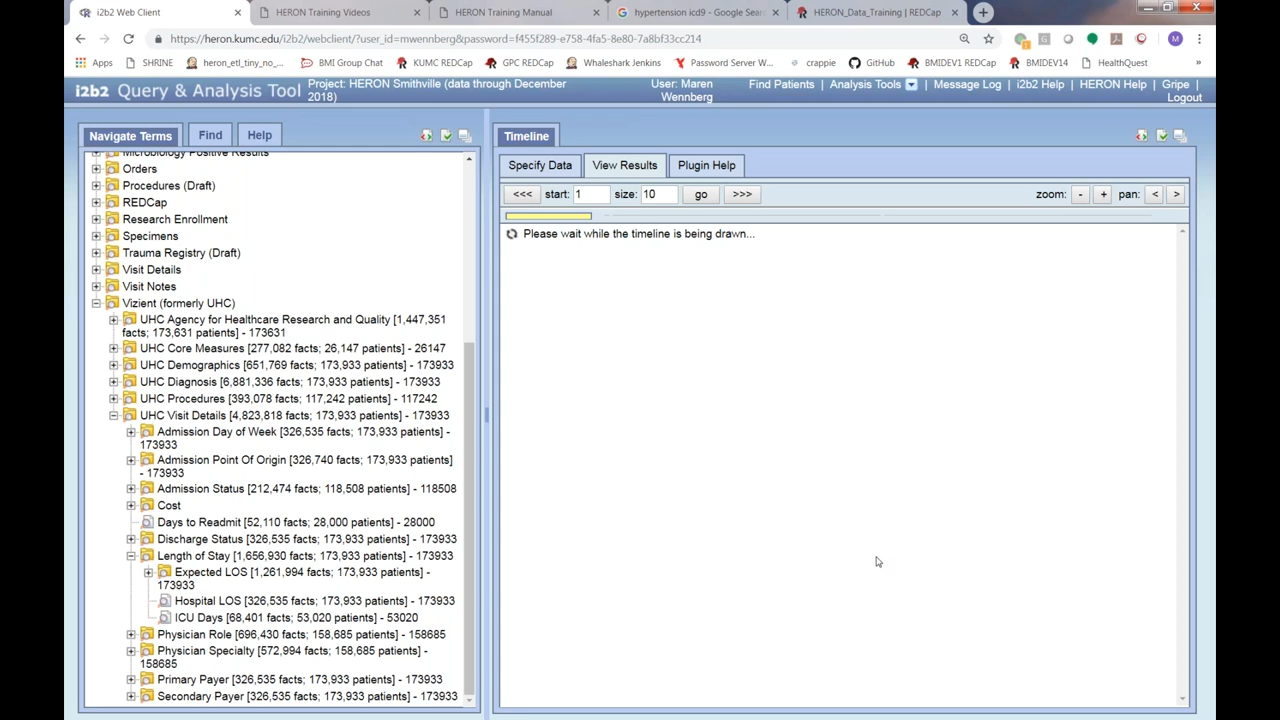 i2b2 Web Client
HERON Training Videos
HERON Training Manual
hypertension icd9 - Google Sear
HERON_Data_Training | REDCap
https://heron.kumc.edu/i2b2/webclient/?user_id=mwennberg&password=f455f289-e758-4fa5-8e80-7a8bf33cc214
M
Apps
SHRINE
heron_etl_tiny_no_...
BMI Group Chat
KUMC REDCap
GPC REDCap
Whaleshark Jenkins
Password Server W...
crappie
GitHub
BMIDEV1 REDCap
BMIDEV14
HealthQuest
»
i2b2 Query & Analysis Tool
Project: HERON Smithville (data through December
2018)
User: Maren
Wennberg
Find Patients | Analysis Tools | Message Log | i2b2 Help | HERON Help | Gripe |
Logout
Navigate Terms
Find
Help
Microbiology Positive Results
Orders
Procedures (Draft)
REDCap
Research Enrollment
Specimens
Trauma Registry (Draft)
Visit Details
Visit Notes
Vizient (formerly UHC)
UHC Agency for Healthcare Research and Quality [1,447,351
facts; 173,631 patients] - 173631
UHC Core Measures [277,082 facts; 26,147 patients] - 26147
UHC Demographics [651,769 facts; 173,933 patients] - 173933
UHC Diagnosis [6,881,336 facts; 173,933 patients] - 173933
UHC Procedures [393,078 facts; 117,242 patients] - 117242
UHC Visit Details [4,823,818 facts; 173,933 patients] - 173933
Admission Day of Week [326,535 facts; 173,933 patients] -
173933
Admission Point Of Origin [326,740 facts; 173,933 patients]
- 173933
Admission Status [212,474 facts; 118,508 patients] - 118508
Cost
Days to Readmit [52,110 facts; 28,000 patients] - 28000
Discharge Status [326,535 facts; 173,933 patients] - 173933
Length of Stay [1,656,930 facts; 173,933 patients] - 173933
Expected LOS [1,261,994 facts; 173,933 patients] -
173933
Hospital LOS [326,535 facts; 173,933 patients] - 173933
ICU Days [68,401 facts; 53,020 patients] - 53020
Physician Role [696,430 facts; 158,685 patients] - 158685
Physician Specialty [572,994 facts; 158,685 patients] -
158685
Primary Payer [326,535 facts; 173,933 patients] - 173933
Secondary Payer [326,535 facts; 173,933 patients] - 173933
Timeline
Specify Data
View Results
Plugin Help
<<< start: 1 size: 10 go >>> zoom: - + pan: < >
Please wait while the timeline is being drawn...